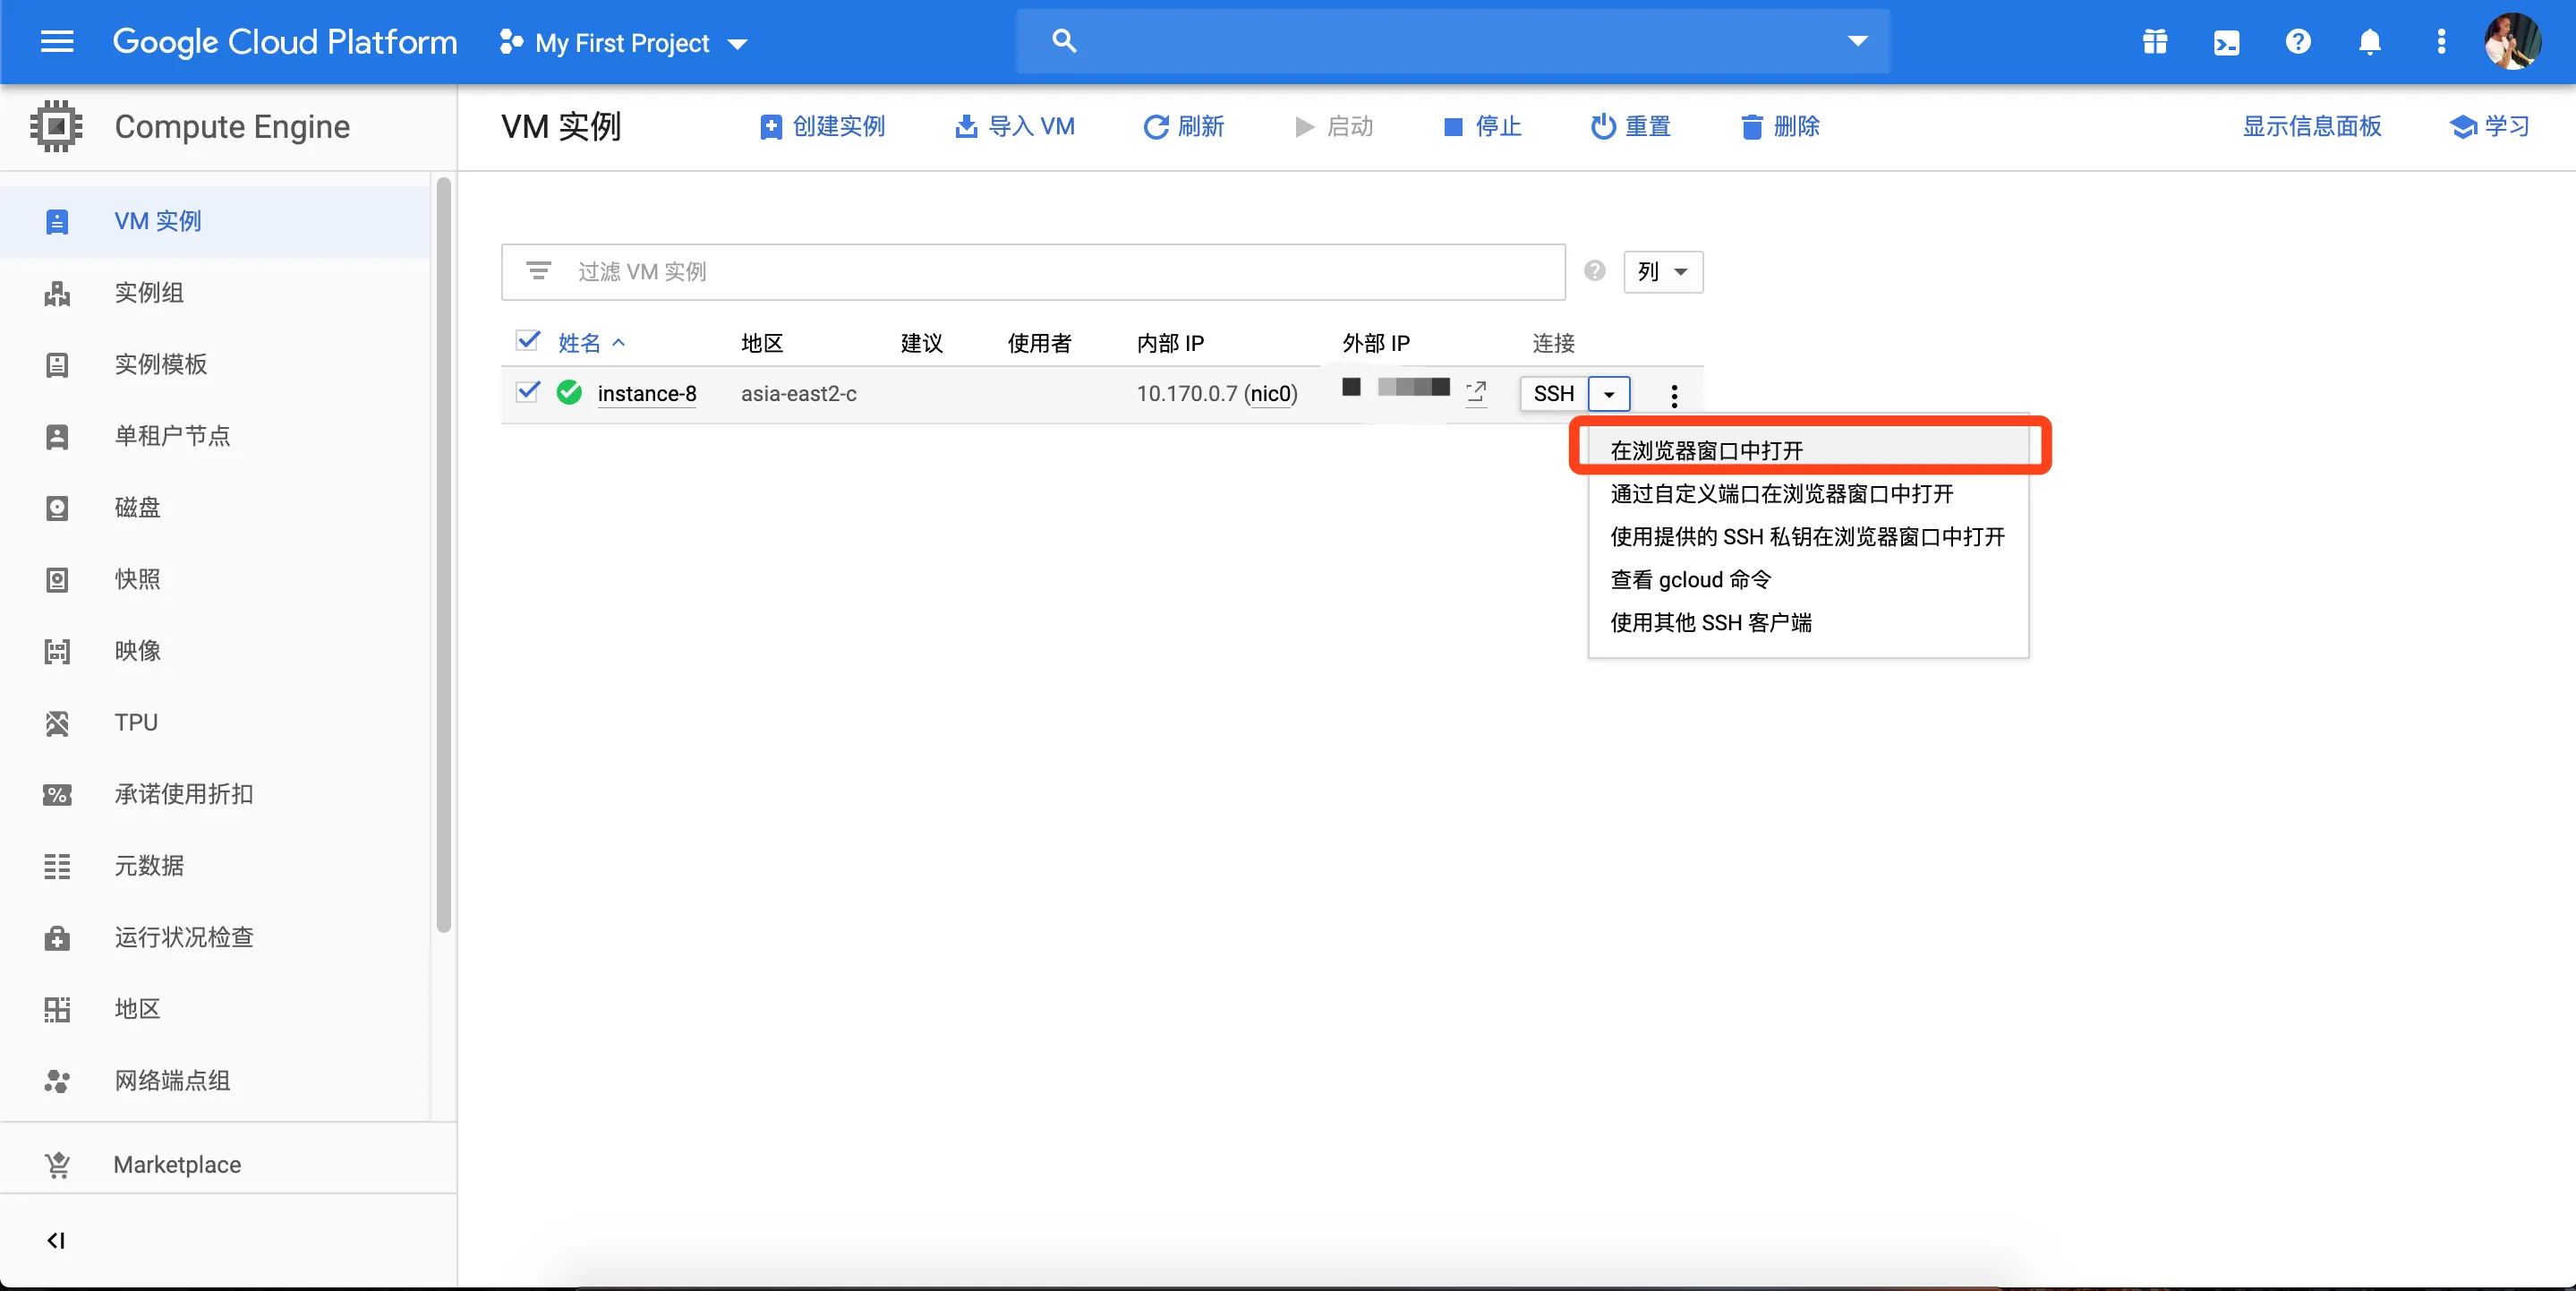 Google Cloud Platform My First Project
Compute Engine
VM 实例 创建实例 导入 VM 刷新 启动 停止 重置 删除 显示信息面板 学习
VM 实例
实例组
实例模板
单租户节点
磁盘
快照
映像
TPU
承诺使用折扣
元数据
运行状况检查
地区
网络端点组
Marketplace
过滤 VM 实例 列
姓名 地区 建议 使用者 内部 IP 外部 IP 连接
instance-8 asia-east2-c 10.170.0.7 (nic0) SSH
在浏览器窗口中打开
通过自定义端口在浏览器窗口中打开
使用提供的 SSH 私钥在浏览器窗口中打开
查看 gcloud 命令
使用其他 SSH 客户端